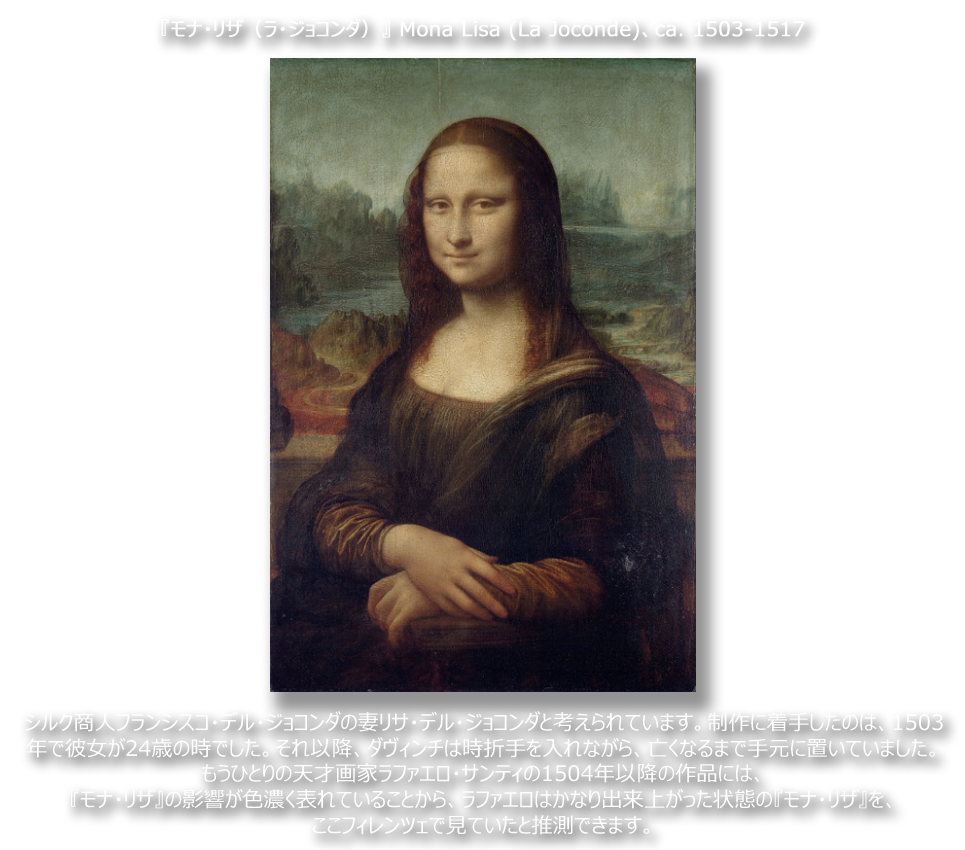 『モナ・リザ（ラ・ジョコンダ）』 Mona Lisa (La Joconde)、ca. 1503-1517
シルク商人フランシスコ・デル・ジョコンダの妻リサ・デル・ジョコンダと考えられています。制作に着手したのは、1503
年で彼女が24歳の時でした。それ以降、ダヴィンチは時折手を入れながら、亡くなるまで手元に置いていました。
もうひとりの天才画家ラファエロ・サンティの1504年以降の作品には、
『モナ・リザ』の影響が色濃く表れていることから、ラファエロはかなり出来上がった状態の『モナ・リザ』を、
ここフィレンツェで見ていたと推測できます。